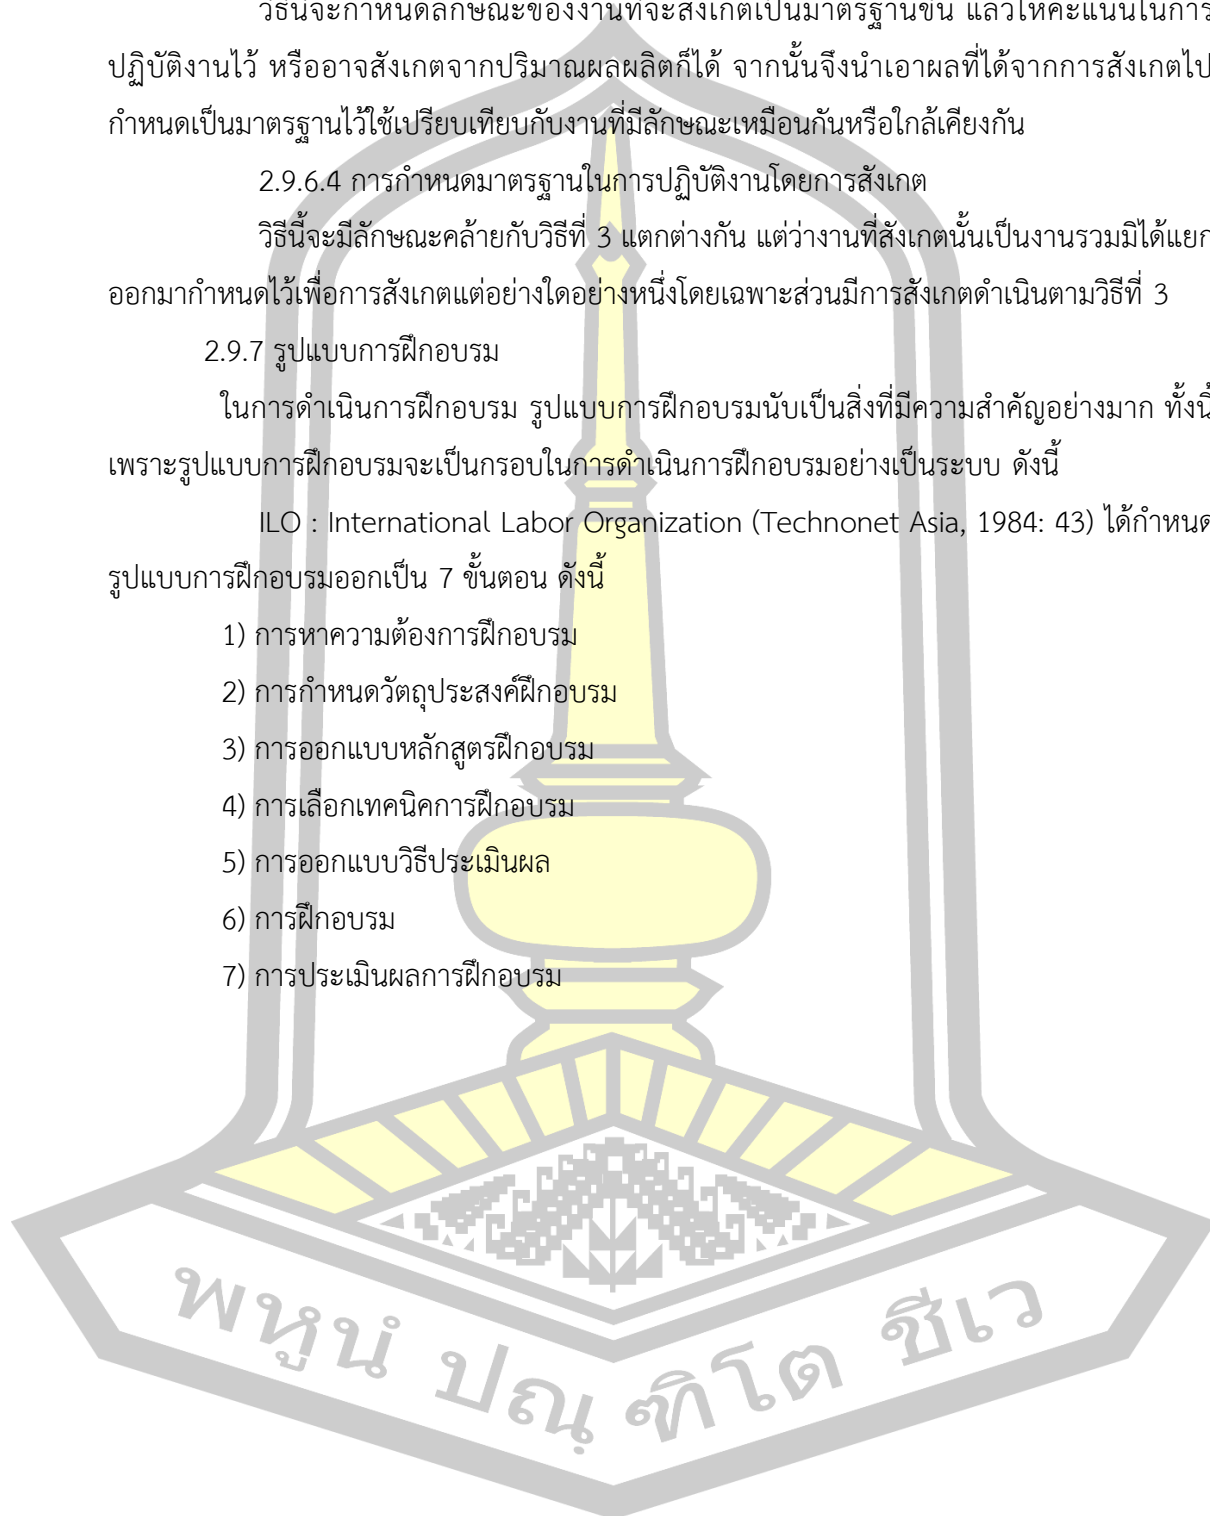 วิธีนี้จะกำหนดลักษณะของงานที่จะสังเกตเป็นมาตรฐานขึ้น แล้วให้คะแนนในการ
ปฏิบัติงานไว้ หรืออาจสังเกตจากปริมาณผลผลิตก็ได้ จากนั้นจึงนำเอาผลที่ได้จากการสังเกตไป
กำหนดเป็นมาตรฐานไว้ใช้เปรียบเทียบกับงานที่มีลักษณะเหมือนกันหรือใกล้เคียงกัน
2.9.6.4 การกำหนดมาตรฐานในการปฏิบัติงานโดยการสังเกต
วิธีนี้จะมีลักษณะคล้ายกับวิธีที่ 3 แตกต่างกัน แต่ว่างานที่สังเกตนั้นเป็นงานรวมมิได้แยก
ออกมากำหนดไว้เพื่อการสังเกตแต่อย่างใดอย่างหนึ่งโดยเฉพาะส่วนมีการสังเกตดำเนินตามวิธีที่ 3
2.9.7 รูปแบบการฝึกอบรม
ในการดำเนินการฝึกอบรม รูปแบบการฝึกอบรมนับเป็นสิ่งที่มีความสำคัญอย่างมาก ทั้งนี้
เพราะรูปแบบการฝึกอบรมจะเป็นกรอบในการดำเนินการฝึกอบรมอย่างเป็นระบบ ดังนี้
ILO : International Labor Organization (Technonet Asia, 1984: 43) ได้กำหนด
รูปแบบการฝึกอบรมออกเป็น 7 ขั้นตอน ดังนี้
1) การหาความต้องการฝึกอบรม
2) การกำหนดวัตถุประสงค์ฝึกอบรม
3) การออกแบบหลักสูตรฝึกอบรม
4) การเลือกเทคนิคการฝึกอบรม
5) การออกแบบวิธีประเมินผล
6) การฝึกอบรม
7) การประเมินผลการฝึกอบรม
พหูนํ ปณฺฑิโต ชีเว